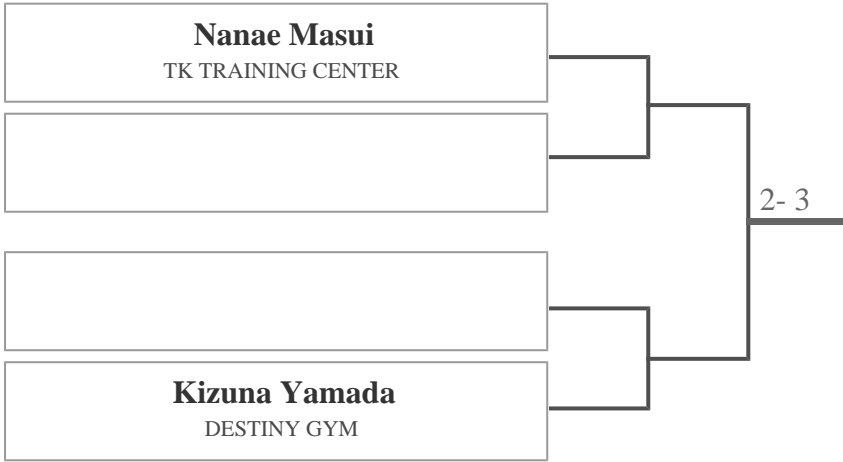 Nanae Masui
TK TRAINING CENTER
2- 3
Kizuna Yamada
DESTINY GYM